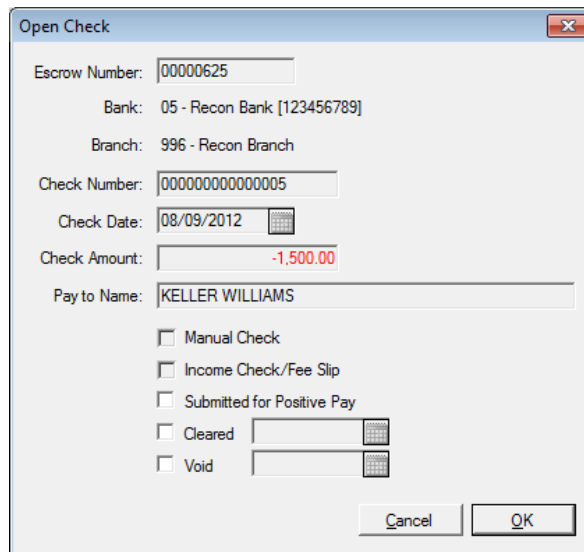 Open Check
Escrow Number: 00000625
Bank: 05 - Recon Bank [123456789]
Branch: 996 - Recon Branch
Check Number: 000000000000005
Check Date: 08/09/2012
Check Amount: -1,500.00
Pay to Name: KELLER WILLIAMS
Manual Check
Income Check/Fee Slip
Submitted for Positive Pay
Cleared
Void
Cancel OK